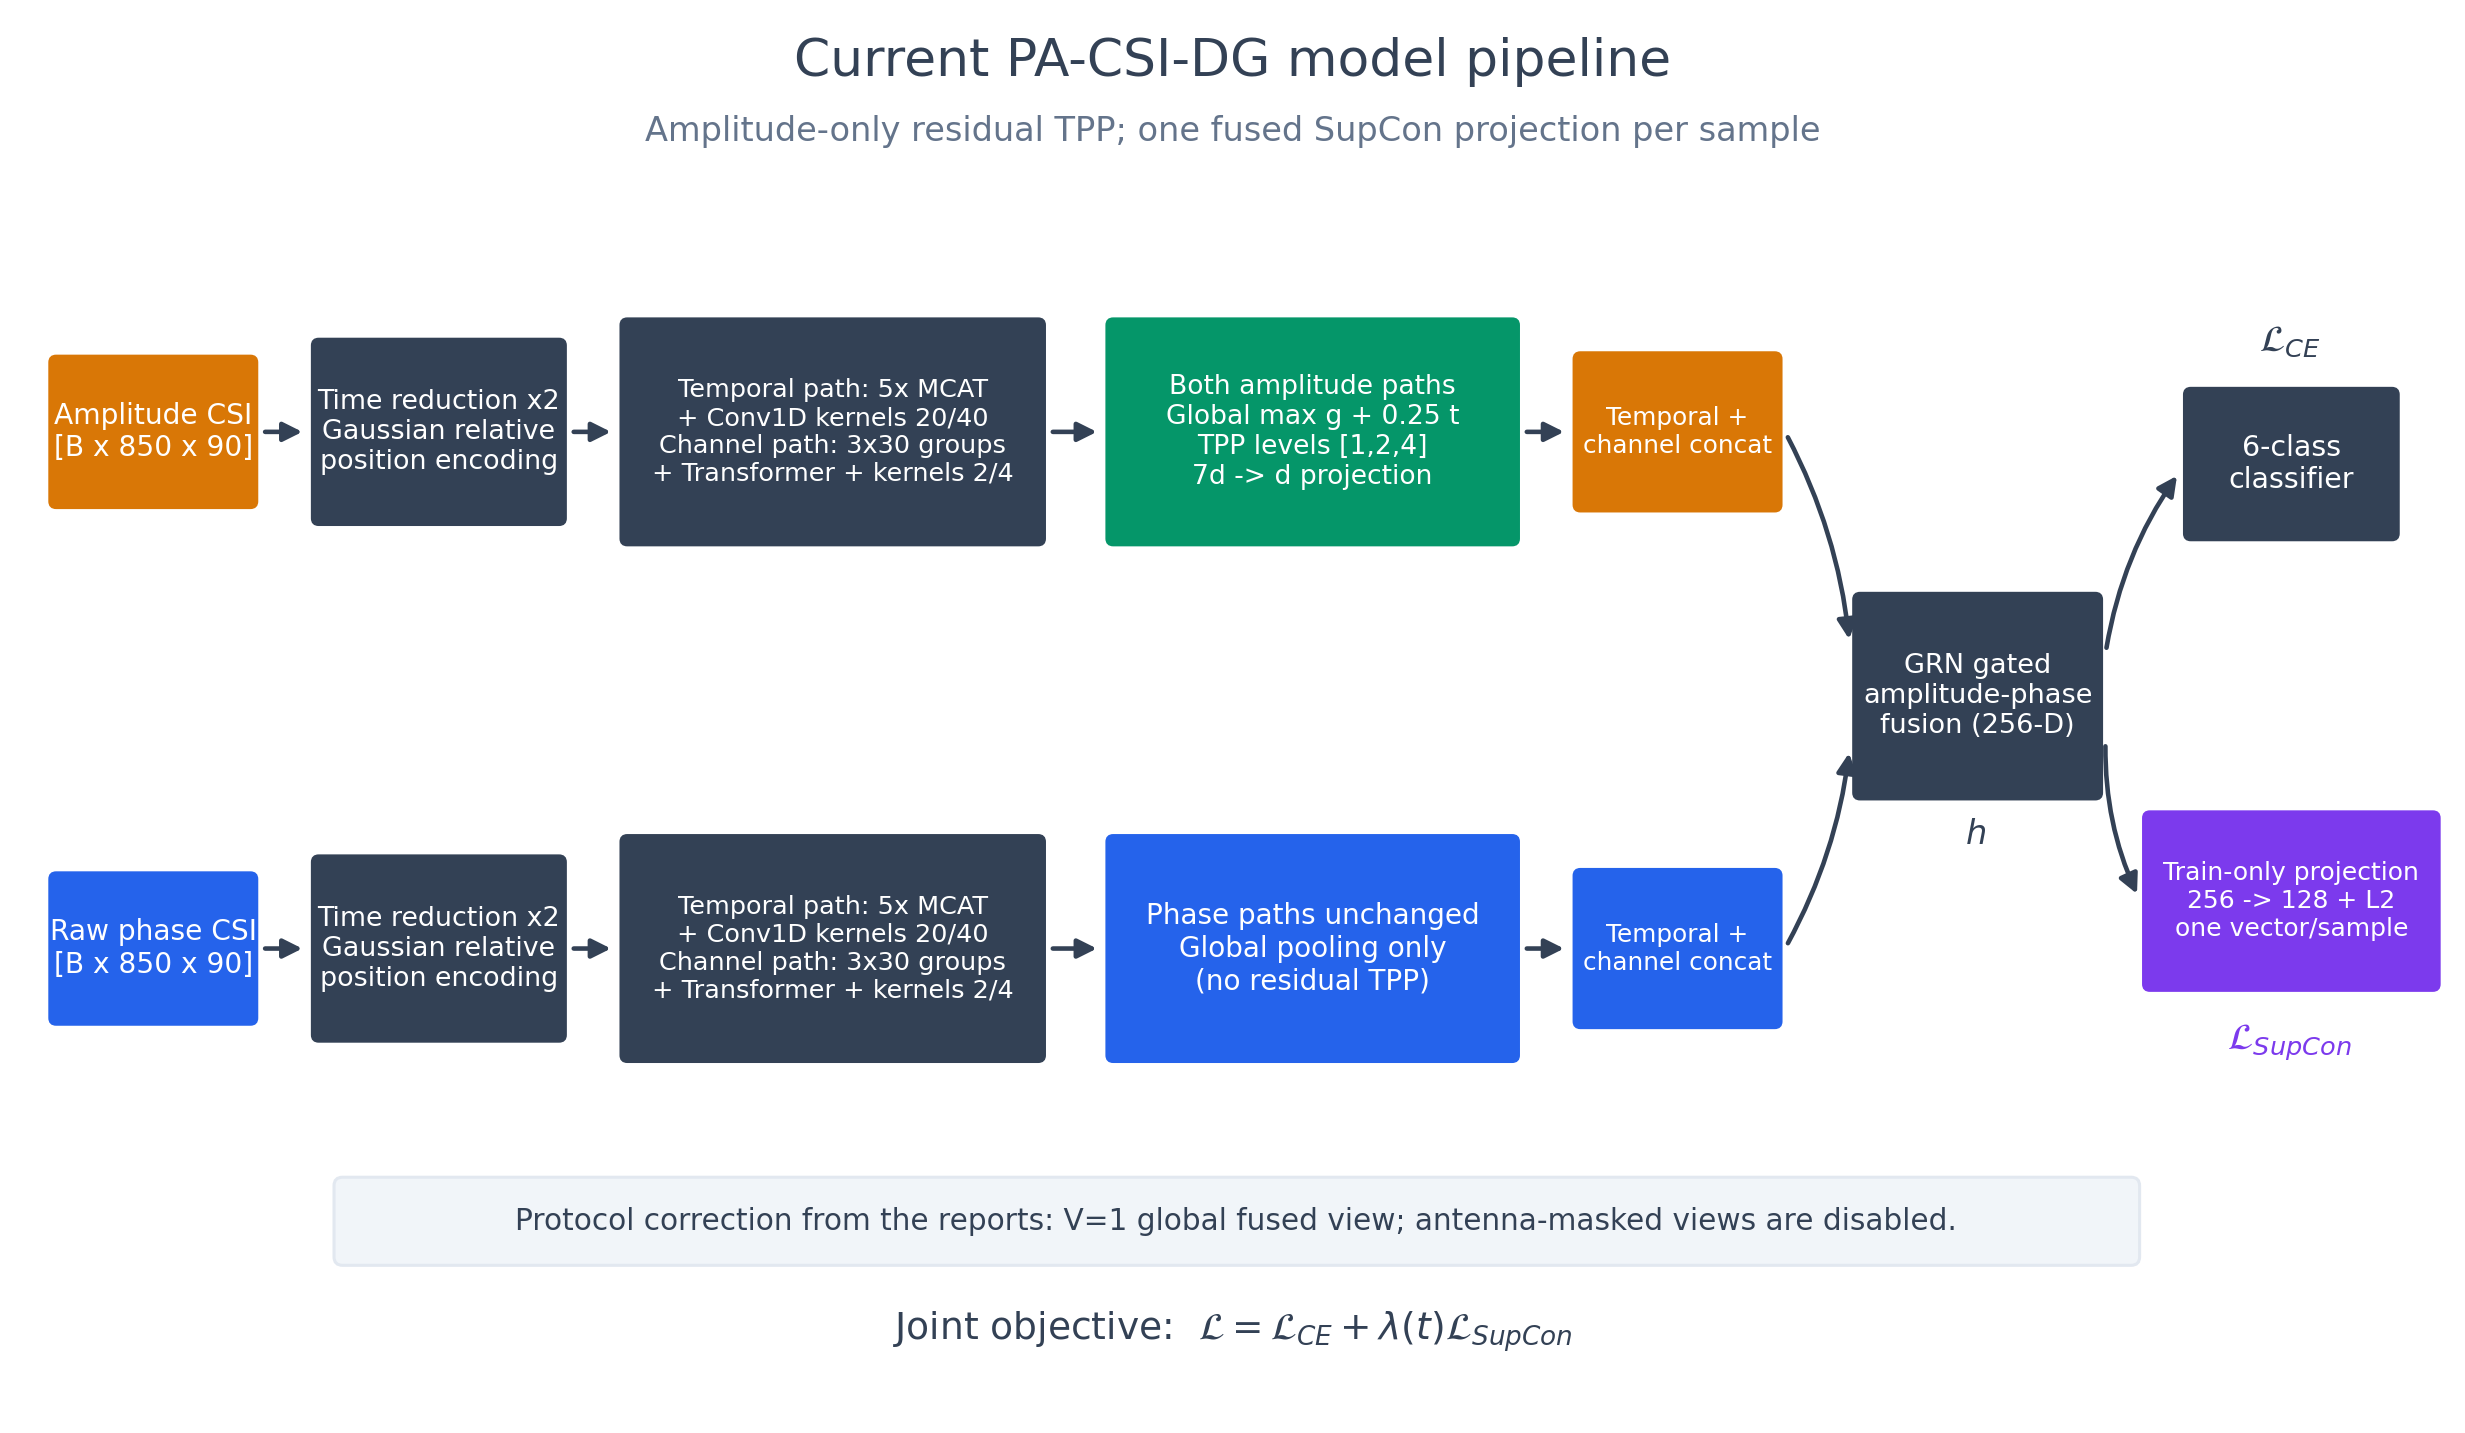 Current PA-CSI-DG model pipeline
Amplitude-only residual TPP; one fused SupCon projection per sample
Amplitude CSI
[B x 850 x 90]
Time reduction x2
Gaussian relative
position encoding
Temporal path: 5x MCAT
+ Conv1D kernels 20/40
Channel path: 3x30 groups
+ Transformer + kernels 2/4
Both amplitude paths
Global max g + 0.25 t
TPP levels [1,2,4]
7d -> d projection
Temporal +
channel concat
ℒ_CE
6-class
classifier
GRN gated
amplitude-phase
fusion (256-D)
h
Raw phase CSI
[B x 850 x 90]
Time reduction x2
Gaussian relative
position encoding
Temporal path: 5x MCAT
+ Conv1D kernels 20/40
Channel path: 3x30 groups
+ Transformer + kernels 2/4
Phase paths unchanged
Global pooling only
(no residual TPP)
Temporal +
channel concat
Train-only projection
256 -> 128 + L2
one vector/sample
ℒ_SupCon
Protocol correction from the reports: V=1 global fused view; antenna-masked views are disabled.
Joint objective: ℒ = ℒ_CE + λ(t)ℒ_SupCon